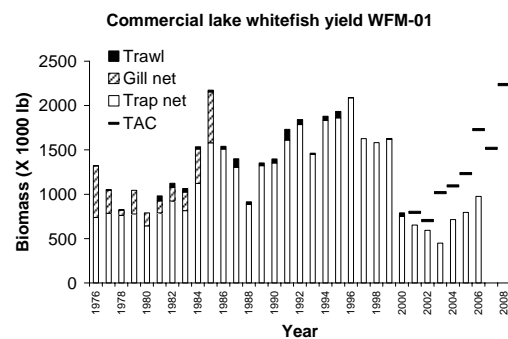 Commercial lake whitefish yield WFM-01
Trawl
Gill net
Trap net
TAC
Biomass (X 1000 lb)
2500
2000
1500
1000
500
0
1976 1978 1980 1982 1984 1986 1988 1990 1992 1994 1996 1998 2000 2002 2004 2006 2008
Year